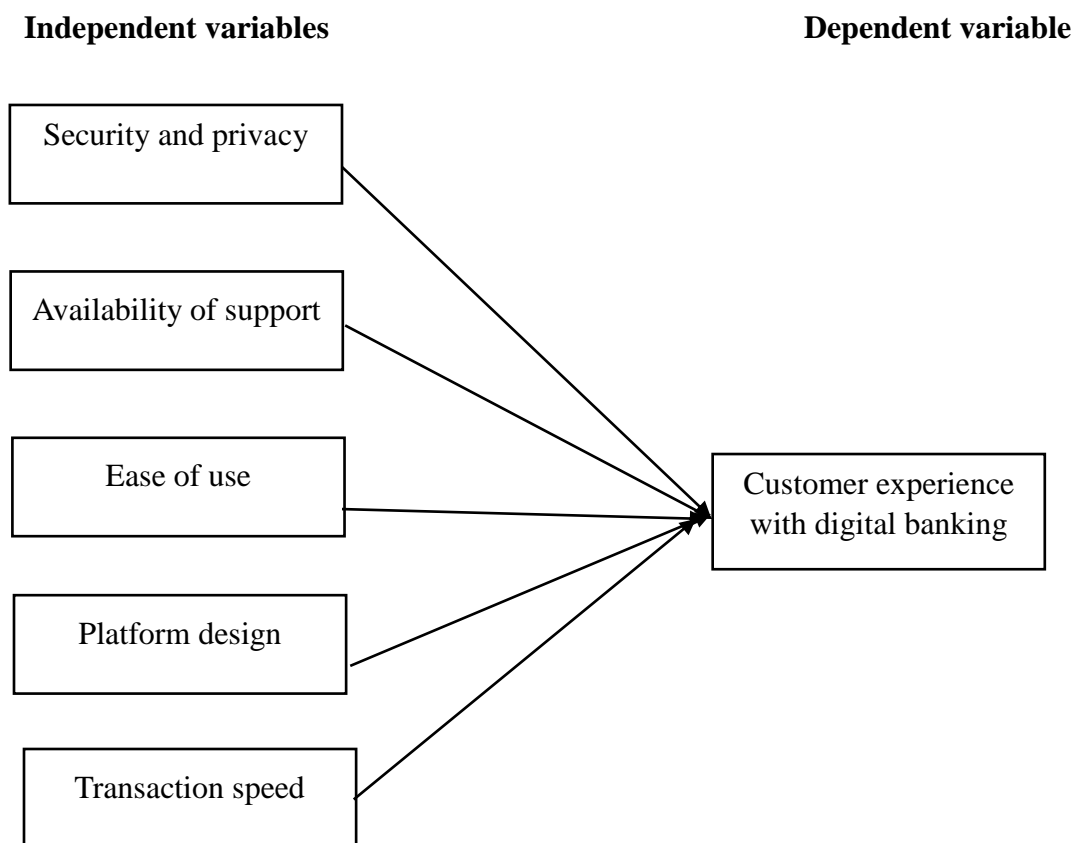 Independent variables
Dependent variable
Security and privacy
Availability of support
Ease of use
Customer experience
with digital banking
Platform design
Transaction speed